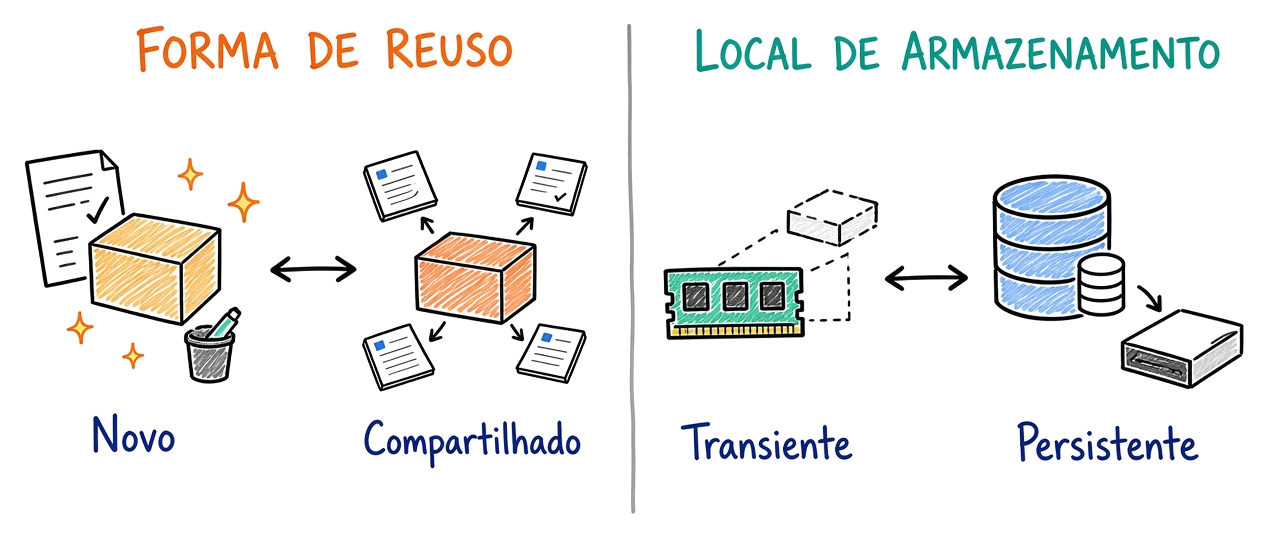 FORMA DE REUSO
LOCAL DE ARMAZENAMENTO
Novo
Compartilhado
Transiente
Persistente